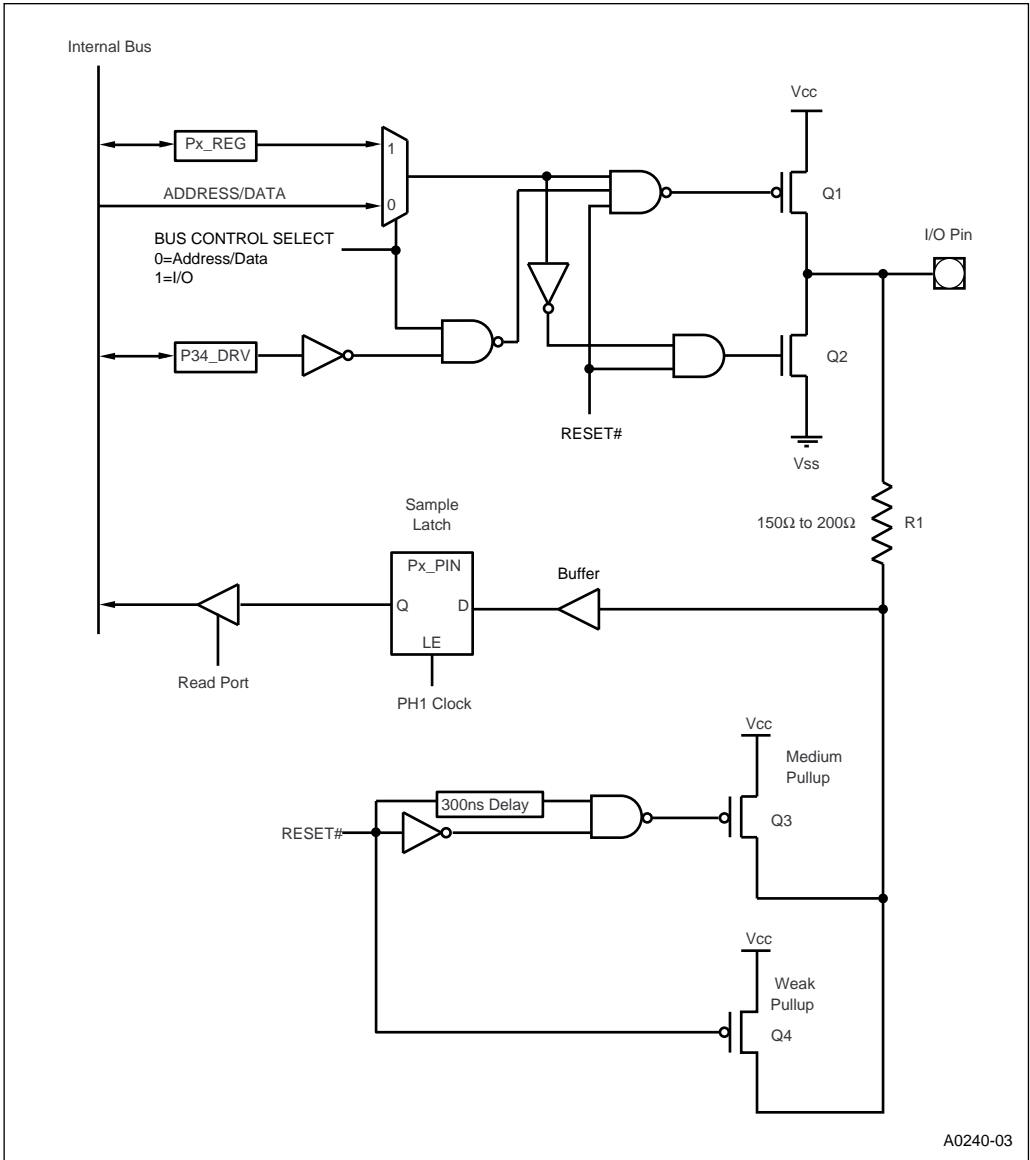 Internal Bus
Vcc
Px_REG
1
ADDRESS/DATA
0
Q1
I/O Pin
BUS CONTROL SELECT
0=Address/Data
1=I/O
P34_DRV
Q2
RESET#
Vss
Sample
Latch
150Ω to 200Ω
R1
Px_PIN
Buffer
Q
D
LE
Read Port
PH1 Clock
Vcc
Medium
Pullup
300ns Delay
RESET#
Q3
Vcc
Weak
Pullup
Q4
A0240-03